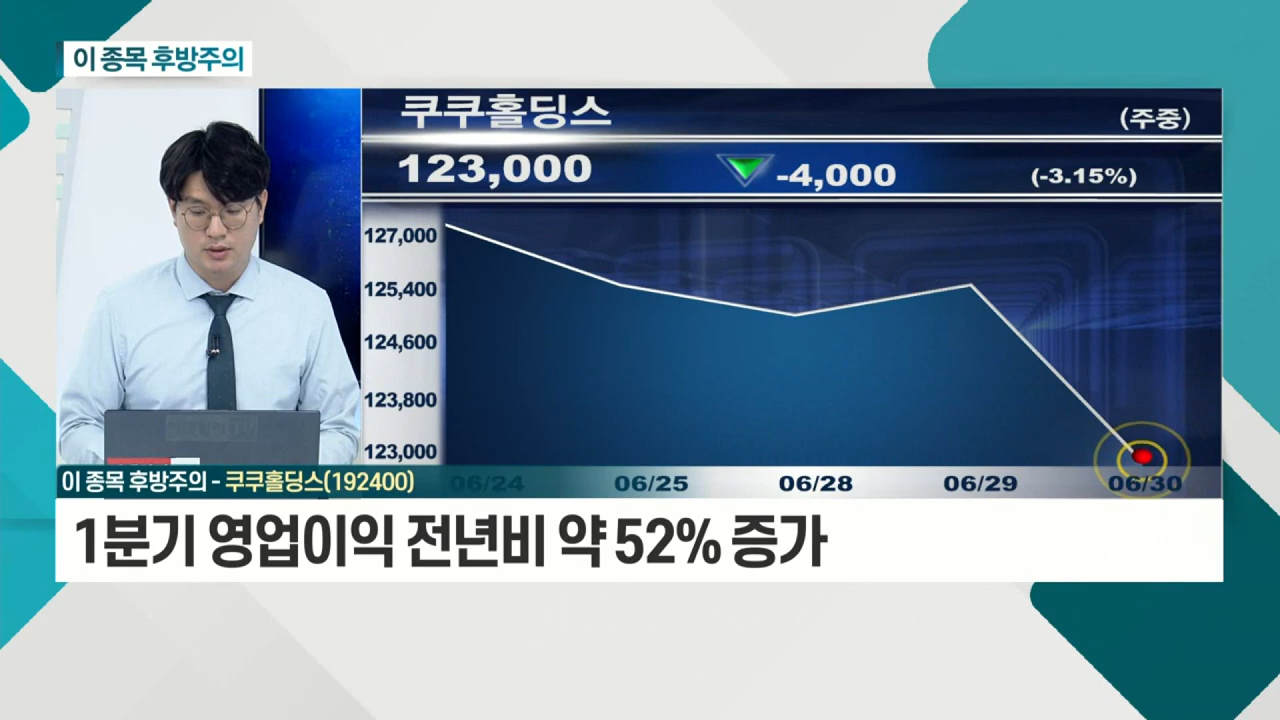 이 종목 후방주의
쿠쿠홀딩스
(주중)
123,000
-4,000
(-3.15%)
127,000
125,400
124,600
123,800
123,000
06/24
06/25
06/28
06/29
06/30
이 종목 후방주의 - 쿠쿠홀딩스(192400)
1분기 영업이익 전년비 약 52% 증가